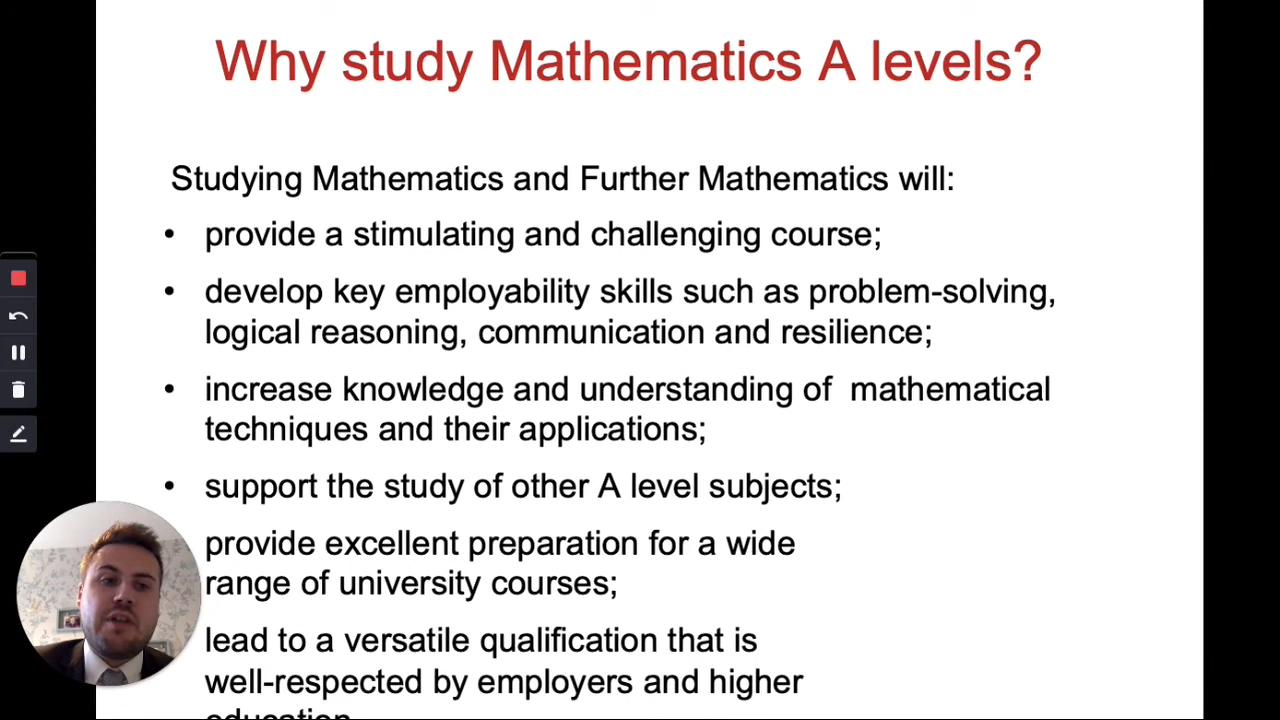 Why study Mathematics A levels?
Studying Mathematics and Further Mathematics will:
• provide a stimulating and challenging course;
• develop key employability skills such as problem-solving,
logical reasoning, communication and resilience;
• increase knowledge and understanding of  mathematical
techniques and their applications;
• support the study of other A level subjects;
provide excellent preparation for a wide
range of university courses;
lead to a versatile qualification that is
well-respected by employers and higher
education